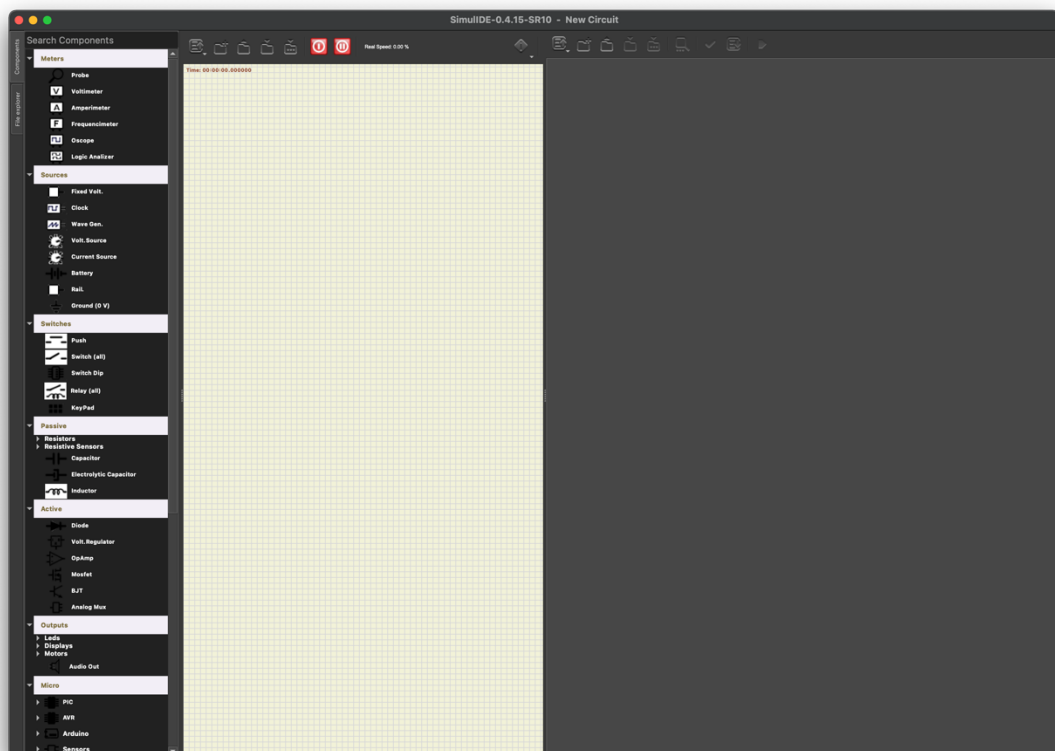 SimulIDE-0.4.15-SR10 - New Circuit
Components
File explorer
Search Components
Meters
Probe
V Voltimeter
A Amperimeter
F Frequencimeter
Oscope
Logic Analizer
Sources
Fixed Volt.
Clock
Wave Gen.
Volt.Source
Current Source
Battery
Rail.
Ground (0 V)
Switches
Push
Switch (all)
Switch Dip
Relay (all)
KeyPad
Passive
Resistors
Resistive Sensors
Capacitor
Electrolytic Capacitor
Inductor
Active
Diode
Volt.Regulator
OpAmp
Mosfet
BJT
Analog Mux
Outputs
Leds
Displays
Motors
Audio Out
Micro
PIC
AVR
Arduino
Sensors
Real Speed: 0.00 %
Time: 00:00:00.000000